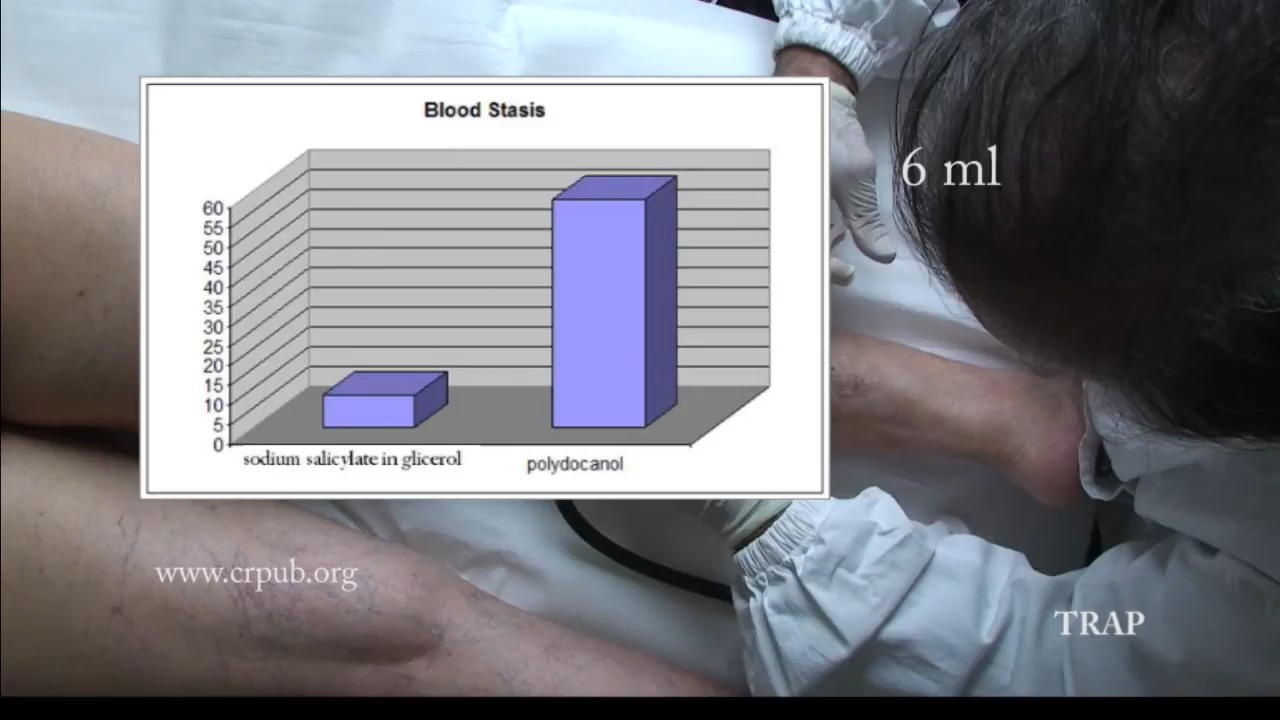 Blood Stasis
6 ml
60
55
50
45
40
35
30
25
20
15
10
5
0
sodium salicylate in glicerol
polydocanol
www.crpub.org
TRAP